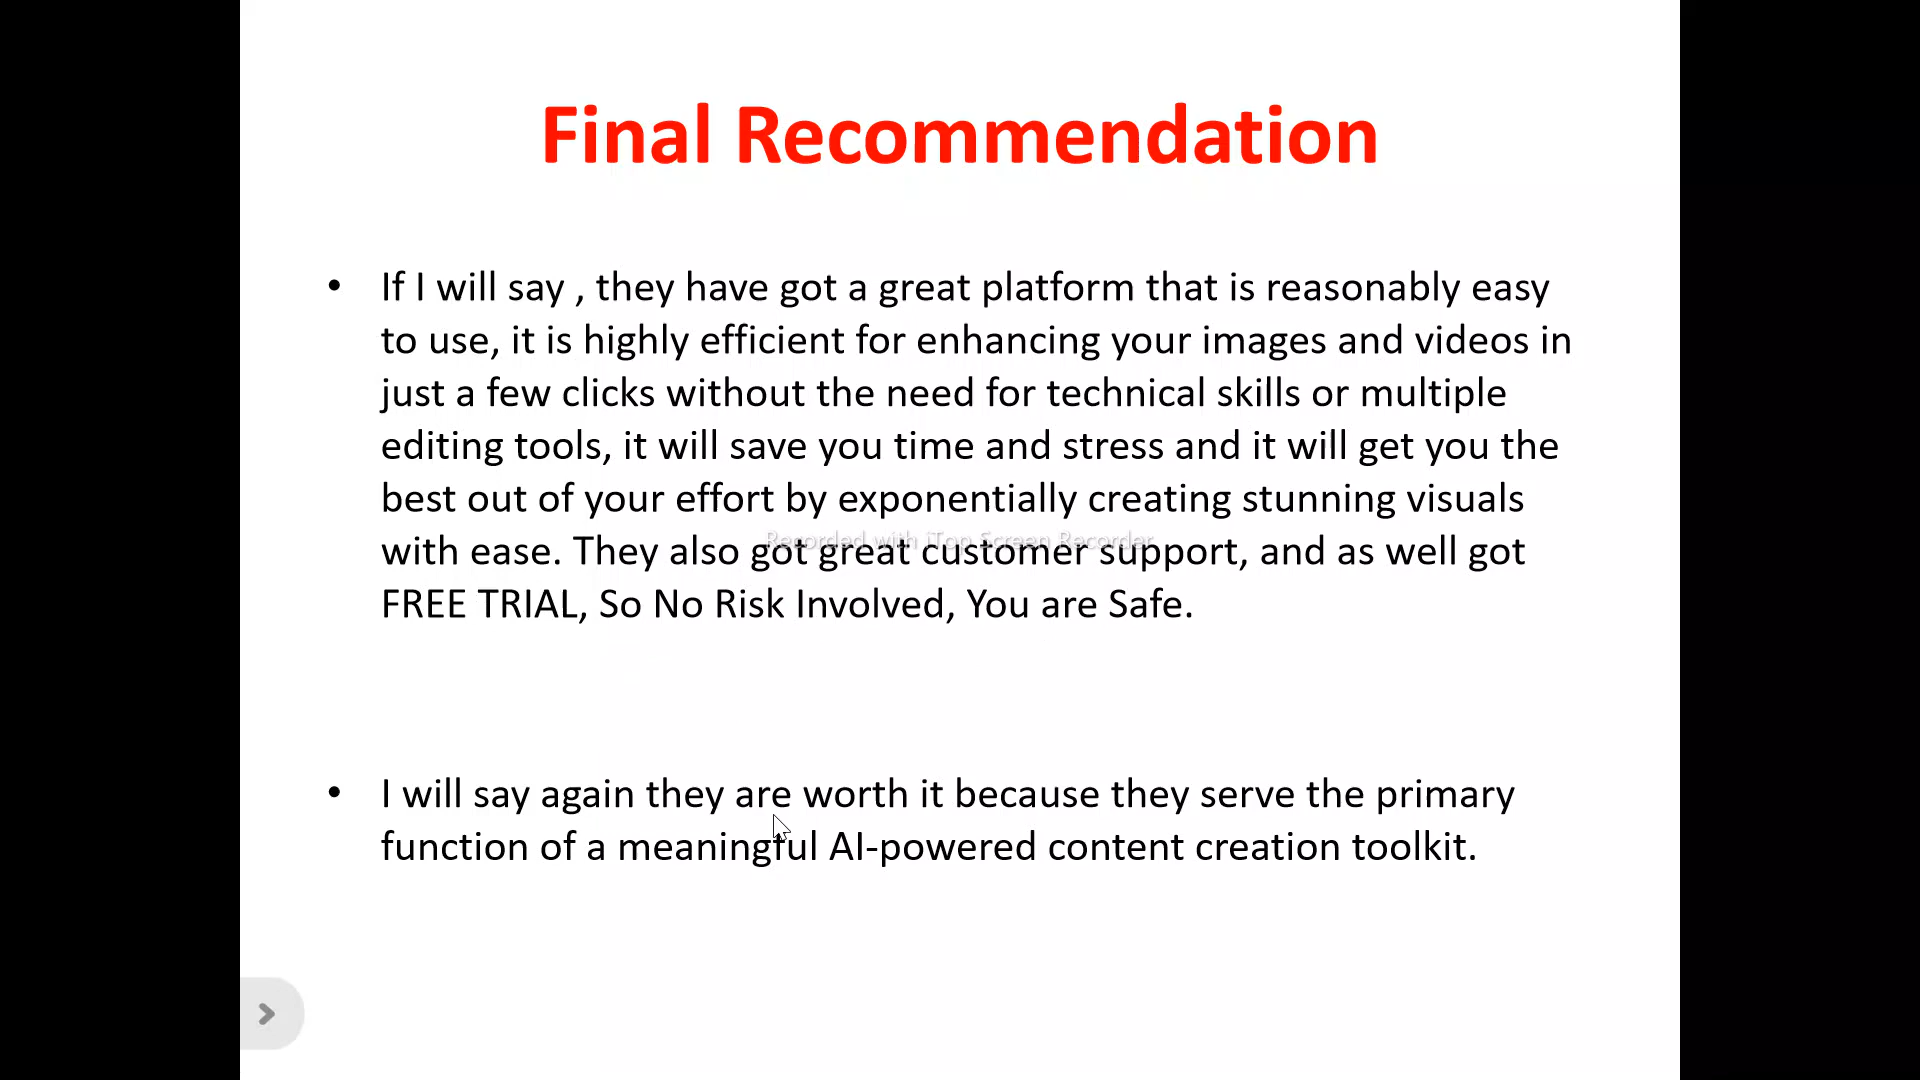 Final Recommendation
• If I will say , they have got a great platform that is reasonably easy
to use, it is highly efficient for enhancing your images and videos in
just a few clicks without the need for technical skills or multiple
editing tools, it will save you time and stress and it will get you the
best out of your effort by exponentially creating stunning visuals
Recorded with iTop Screen Recorder
with ease. They also got great customer support, and as well got
FREE TRIAL, So No Risk Involved, You are Safe.
• I will say again they are worth it because they serve the primary
function of a meaningful AI-powered content creation toolkit.